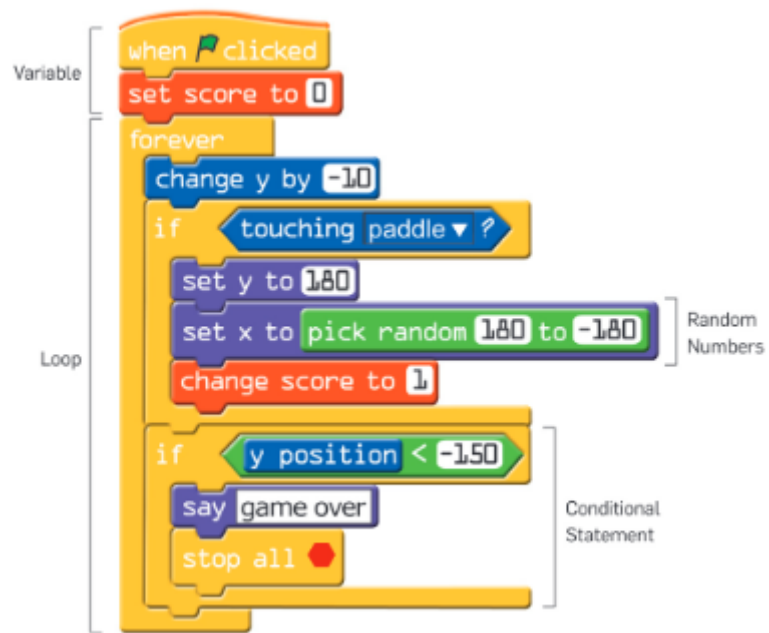 when clicked
Variable
set score to 0
forever
change y by -10
if touching paddle ?
set y to 180
set x to pick random 180 to -180
Random
Numbers
Loop
change score to 1
if y position < -150
say game over
Conditional
Statement
stop all